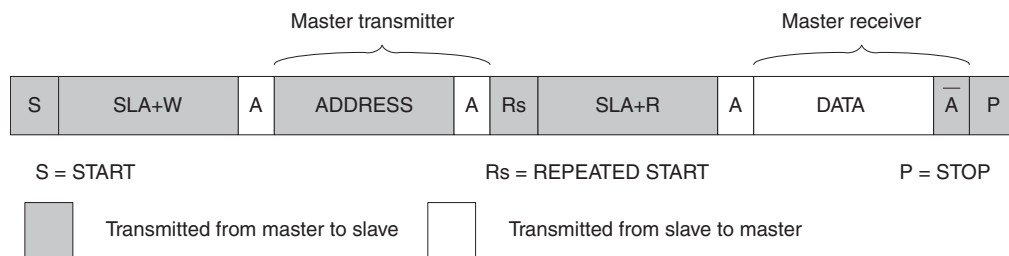 Master transmitter Master receiver
S SLA+W A ADDRESS A Rs SLA+R A DATA A̅ P
S = START Rs = REPEATED START P = STOP
Transmitted from master to slave Transmitted from slave to master